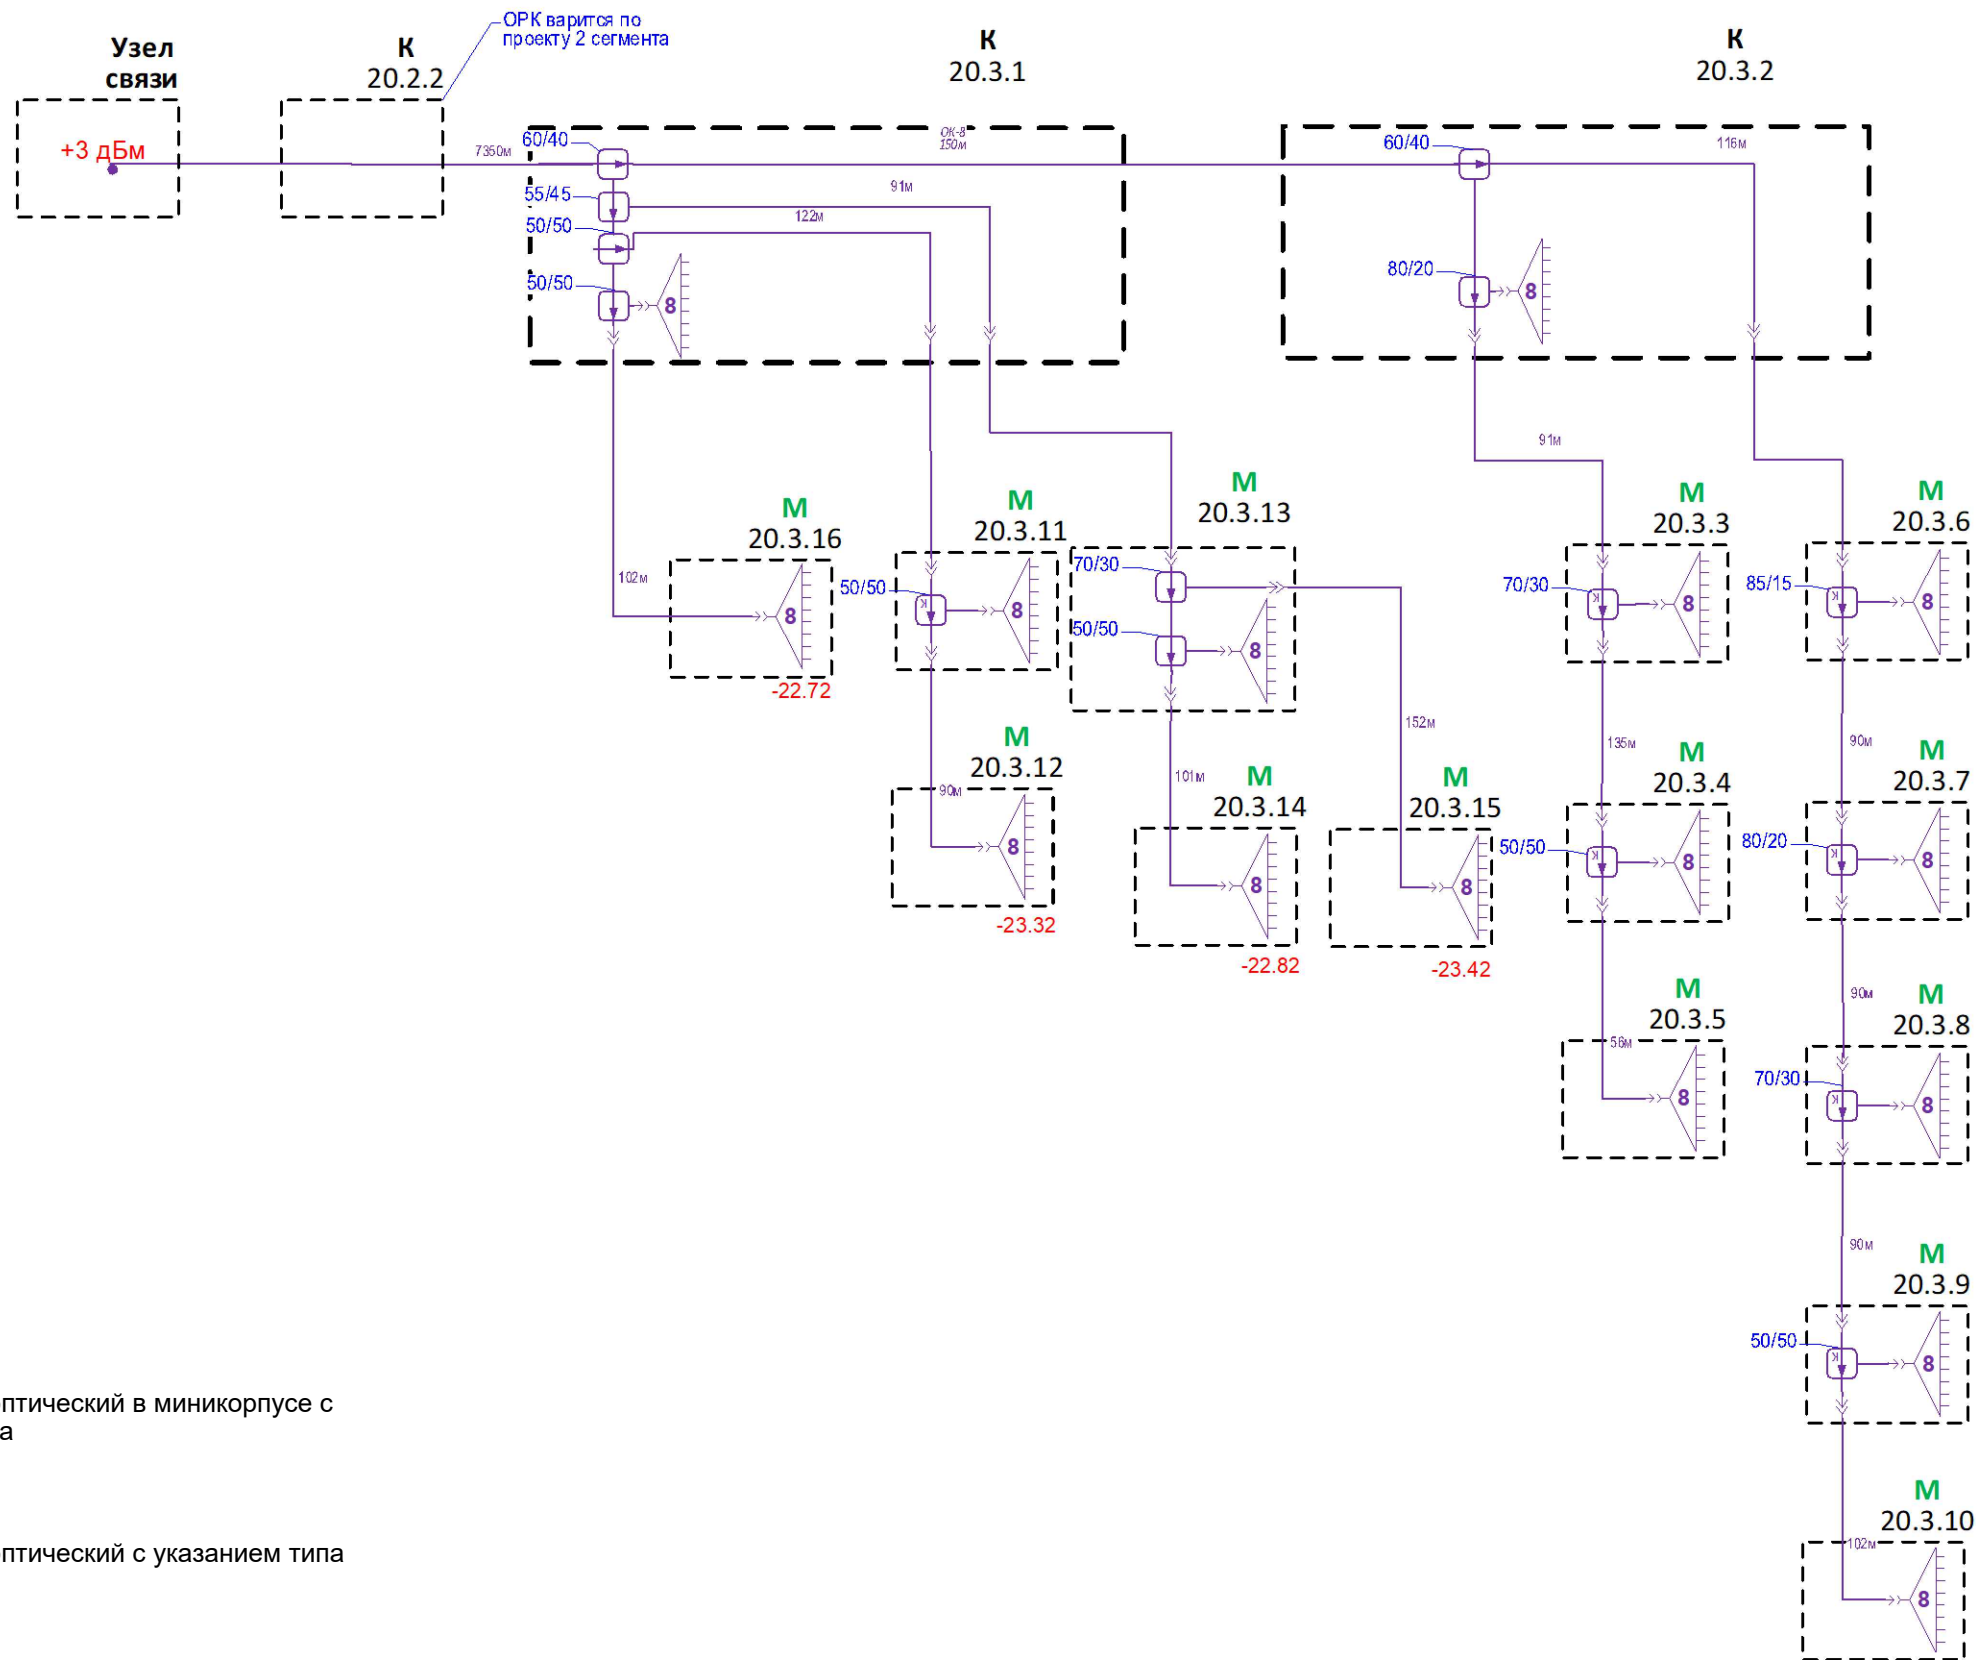 ОРК варится по
проекту 2 сегмента
Узел
связи
К
20.2.2
К
20.3.1
К
20.3.2
+3 дБм
7350м
60/40
ОК-8
150м
60/40
116м
55/45
91м
122м
50/50
50/50
8
80/20
8
91м
М
20.3.16
М
20.3.11
М
20.3.13
М
20.3.3
М
20.3.6
102м
8
-22.72
50/50
К
8
70/30
50/50
8
70/30
К
8
85/15
К
8
152м
135м
90м
М
20.3.12
90м
8
-23.32
101м
М
20.3.14
8
-22.82
М
20.3.15
8
-23.42
М
20.3.4
50/50
К
8
М
20.3.7
80/20
К
8
М
20.3.5
56м
8
90м
М
20.3.8
70/30
К
8
90м
М
20.3.9
50/50
К
8
птический в миникорпусе с
а
М
20.3.10
102м
8
птический с указанием типа